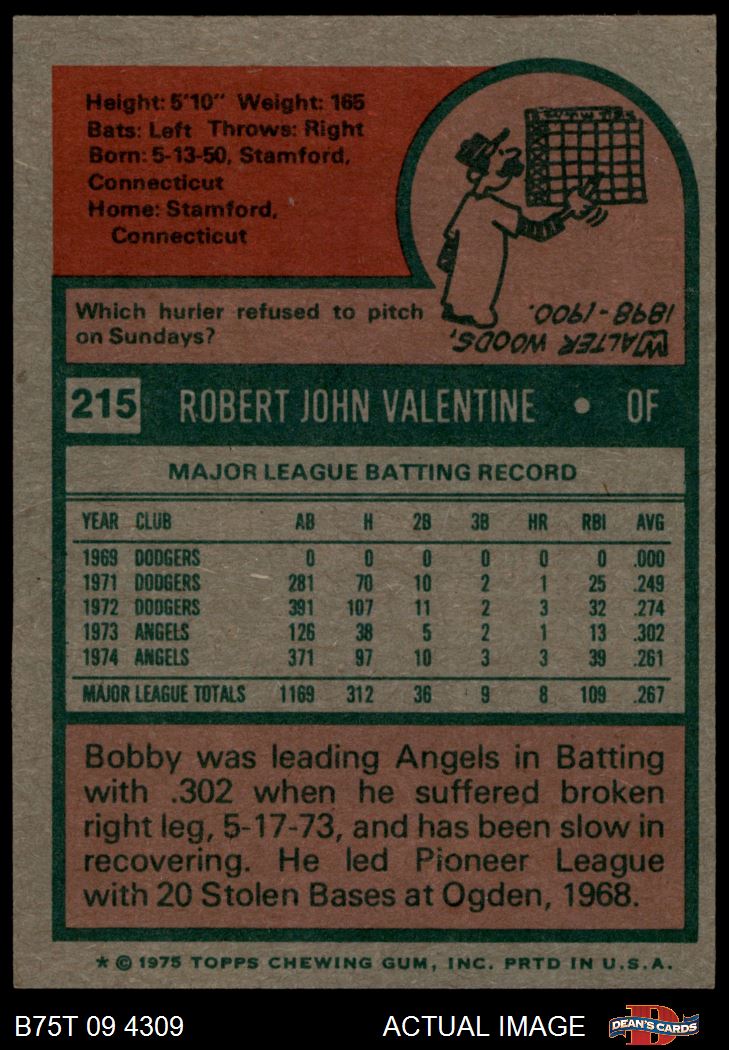 Height: 5'10" Weight: 165
Bats: Left Throws: Right
Born: 5-13-50, Stamford,
Connecticut
Home: Stamford,
Connecticut
Which hurler refused to pitch
on Sundays?
WALTER WOODS,
1898-1900.
215 ROBERT JOHN VALENTINE • OF
MAJOR LEAGUE BATTING RECORD
YEAR CLUB AB H 2B 3B HR RBI AVG
1969 DODGERS 0 0 0 0 0 0 .000
1971 DODGERS 281 70 10 2 1 25 .249
1972 DODGERS 391 107 11 2 3 32 .274
1973 ANGELS 126 38 5 2 1 13 .302
1974 ANGELS 371 97 10 3 3 39 .261
MAJOR LEAGUE TOTALS 1169 312 36 9 8 109 .267
Bobby was leading Angels in Batting
with .302 when he suffered broken
right leg, 5-17-73, and has been slow in
recovering. He led Pioneer League
with 20 Stolen Bases at Ogden, 1968.
* © 1975 TOPPS CHEWING GUM, INC. PRTD IN U.S.A.
B75T 09 4309 ACTUAL IMAGE DEAN'S CARDS